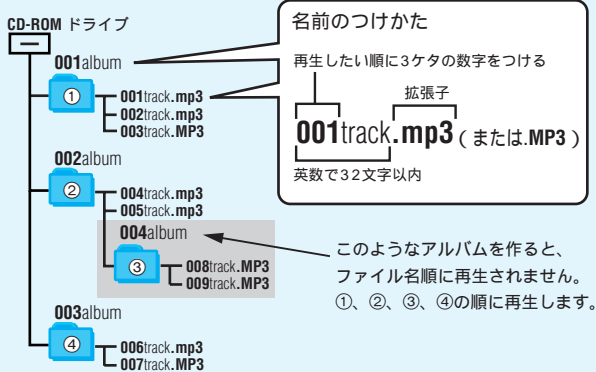 CD-ROM ドライブ
001album
①
001track.mp3
002track.mp3
003track.MP3
002album
②
004track.mp3
005track.mp3
004album
③
008track.MP3
009track.MP3
003album
④
006track.mp3
007track.MP3
名前のつけかた
再生したい順に3ケタの数字をつける
拡張子
001track.mp3(または.MP3)
英数で32文字以内
このようなアルバムを作ると、
ファイル名順に再生されません。
①、②、③、④の順に再生します。